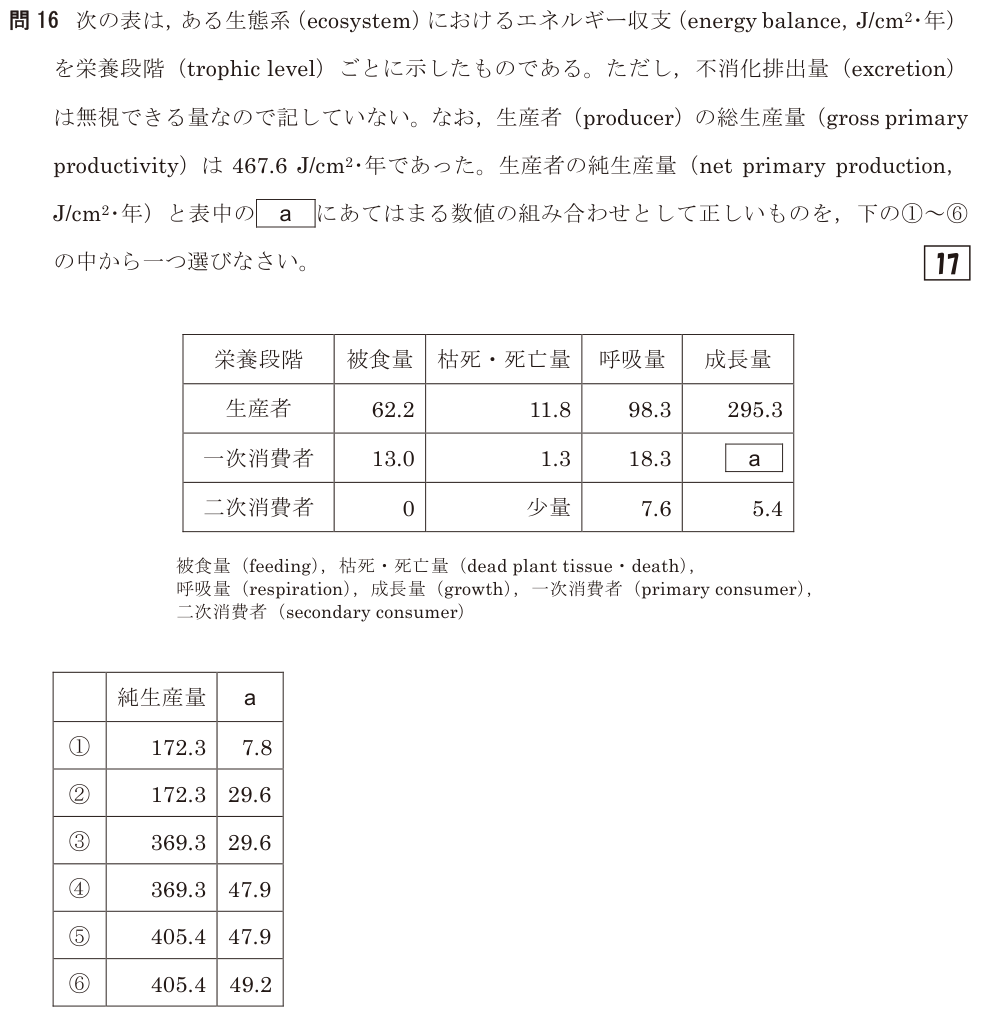 問16 次の表は，ある生態系（ecosystem）におけるエネルギー収支（energy balance, J/cm²･年）
を栄養段階（trophic level）ごとに示したものである。ただし，不消化排出量（excretion）
は無視できる量なので記していない。なお，生産者（producer）の総生産量（gross primary
productivity）は 467.6 J/cm²･年であった。生産者の純生産量（net primary production,
J/cm²･年）と表中の a にあてはまる数値の組み合わせとして正しいものを，下の①～⑥
の中から一つ選びなさい。 17
栄養段階 被食量 枯死・死亡量 呼吸量 成長量
生産者 62.2 11.8 98.3 295.3
一次消費者 13.0 1.3 18.3 a
二次消費者 0 少量 7.6 5.4
被食量（feeding），枯死・死亡量（dead plant tissue・death），
呼吸量（respiration），成長量（growth），一次消費者（primary consumer），
二次消費者（secondary consumer）
純生産量 a
① 172.3 7.8
② 172.3 29.6
③ 369.3 29.6
④ 369.3 47.9
⑤ 405.4 47.9
⑥ 405.4 49.2